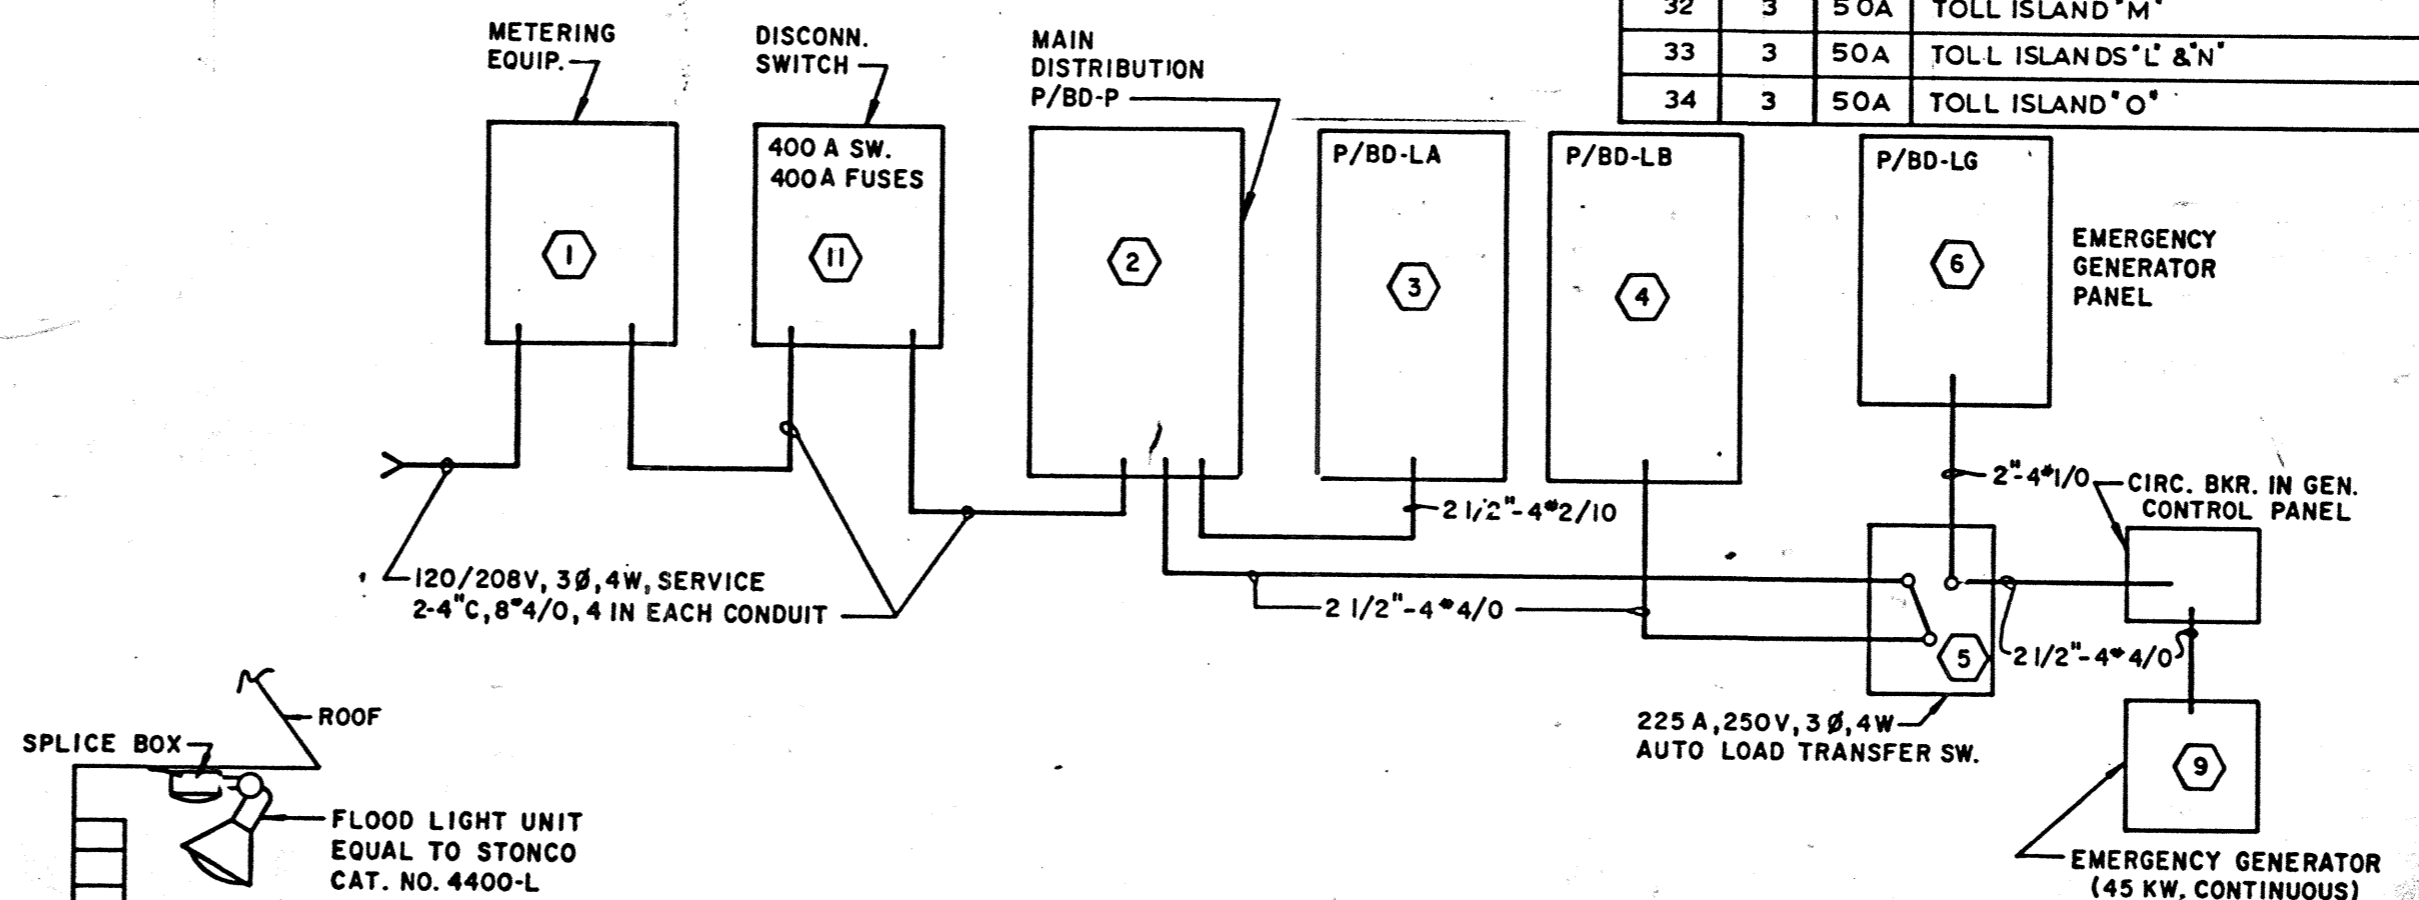 32 3 50A TOLL ISLAND "M"
33 3 50A TOLL ISLANDS "L" & "N"
34 3 50A TOLL ISLAND "O"
METERING
EQUIP.
DISCONN.
SWITCH
MAIN
DISTRIBUTION
P/BD-P
400 A SW.
400A FUSES
P/BD-LA
P/BD-LB
P/BD-LG
1
11
2
3
4
6
EMERGENCY
GENERATOR
PANEL
2"-4#1/0
CIRC. BKR. IN GEN.
CONTROL PANEL
2 1/2"-4#2/10
120/208V, 3Ø, 4W, SERVICE
2-4"C, 8#4/0, 4 IN EACH CONDUIT
2 1/2"-4#4/0
5
2 1/2"-4#4/0
225 A, 250V, 3Ø, 4W
AUTO LOAD TRANSFER SW.
9
EMERGENCY GENERATOR
(45 KW, CONTINUOUS)
ROOF
SPLICE BOX
FLOOD LIGHT UNIT
EQUAL TO STONCO
CAT. NO. 4400-L